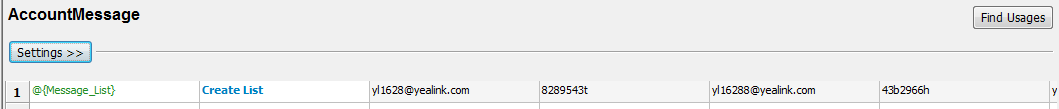 AccountMessage
Find Usages
Settings >>
1 @{Message_List} Create List yl1628@yealink.com 8289543t yl16288@yealink.com 43b2966h y